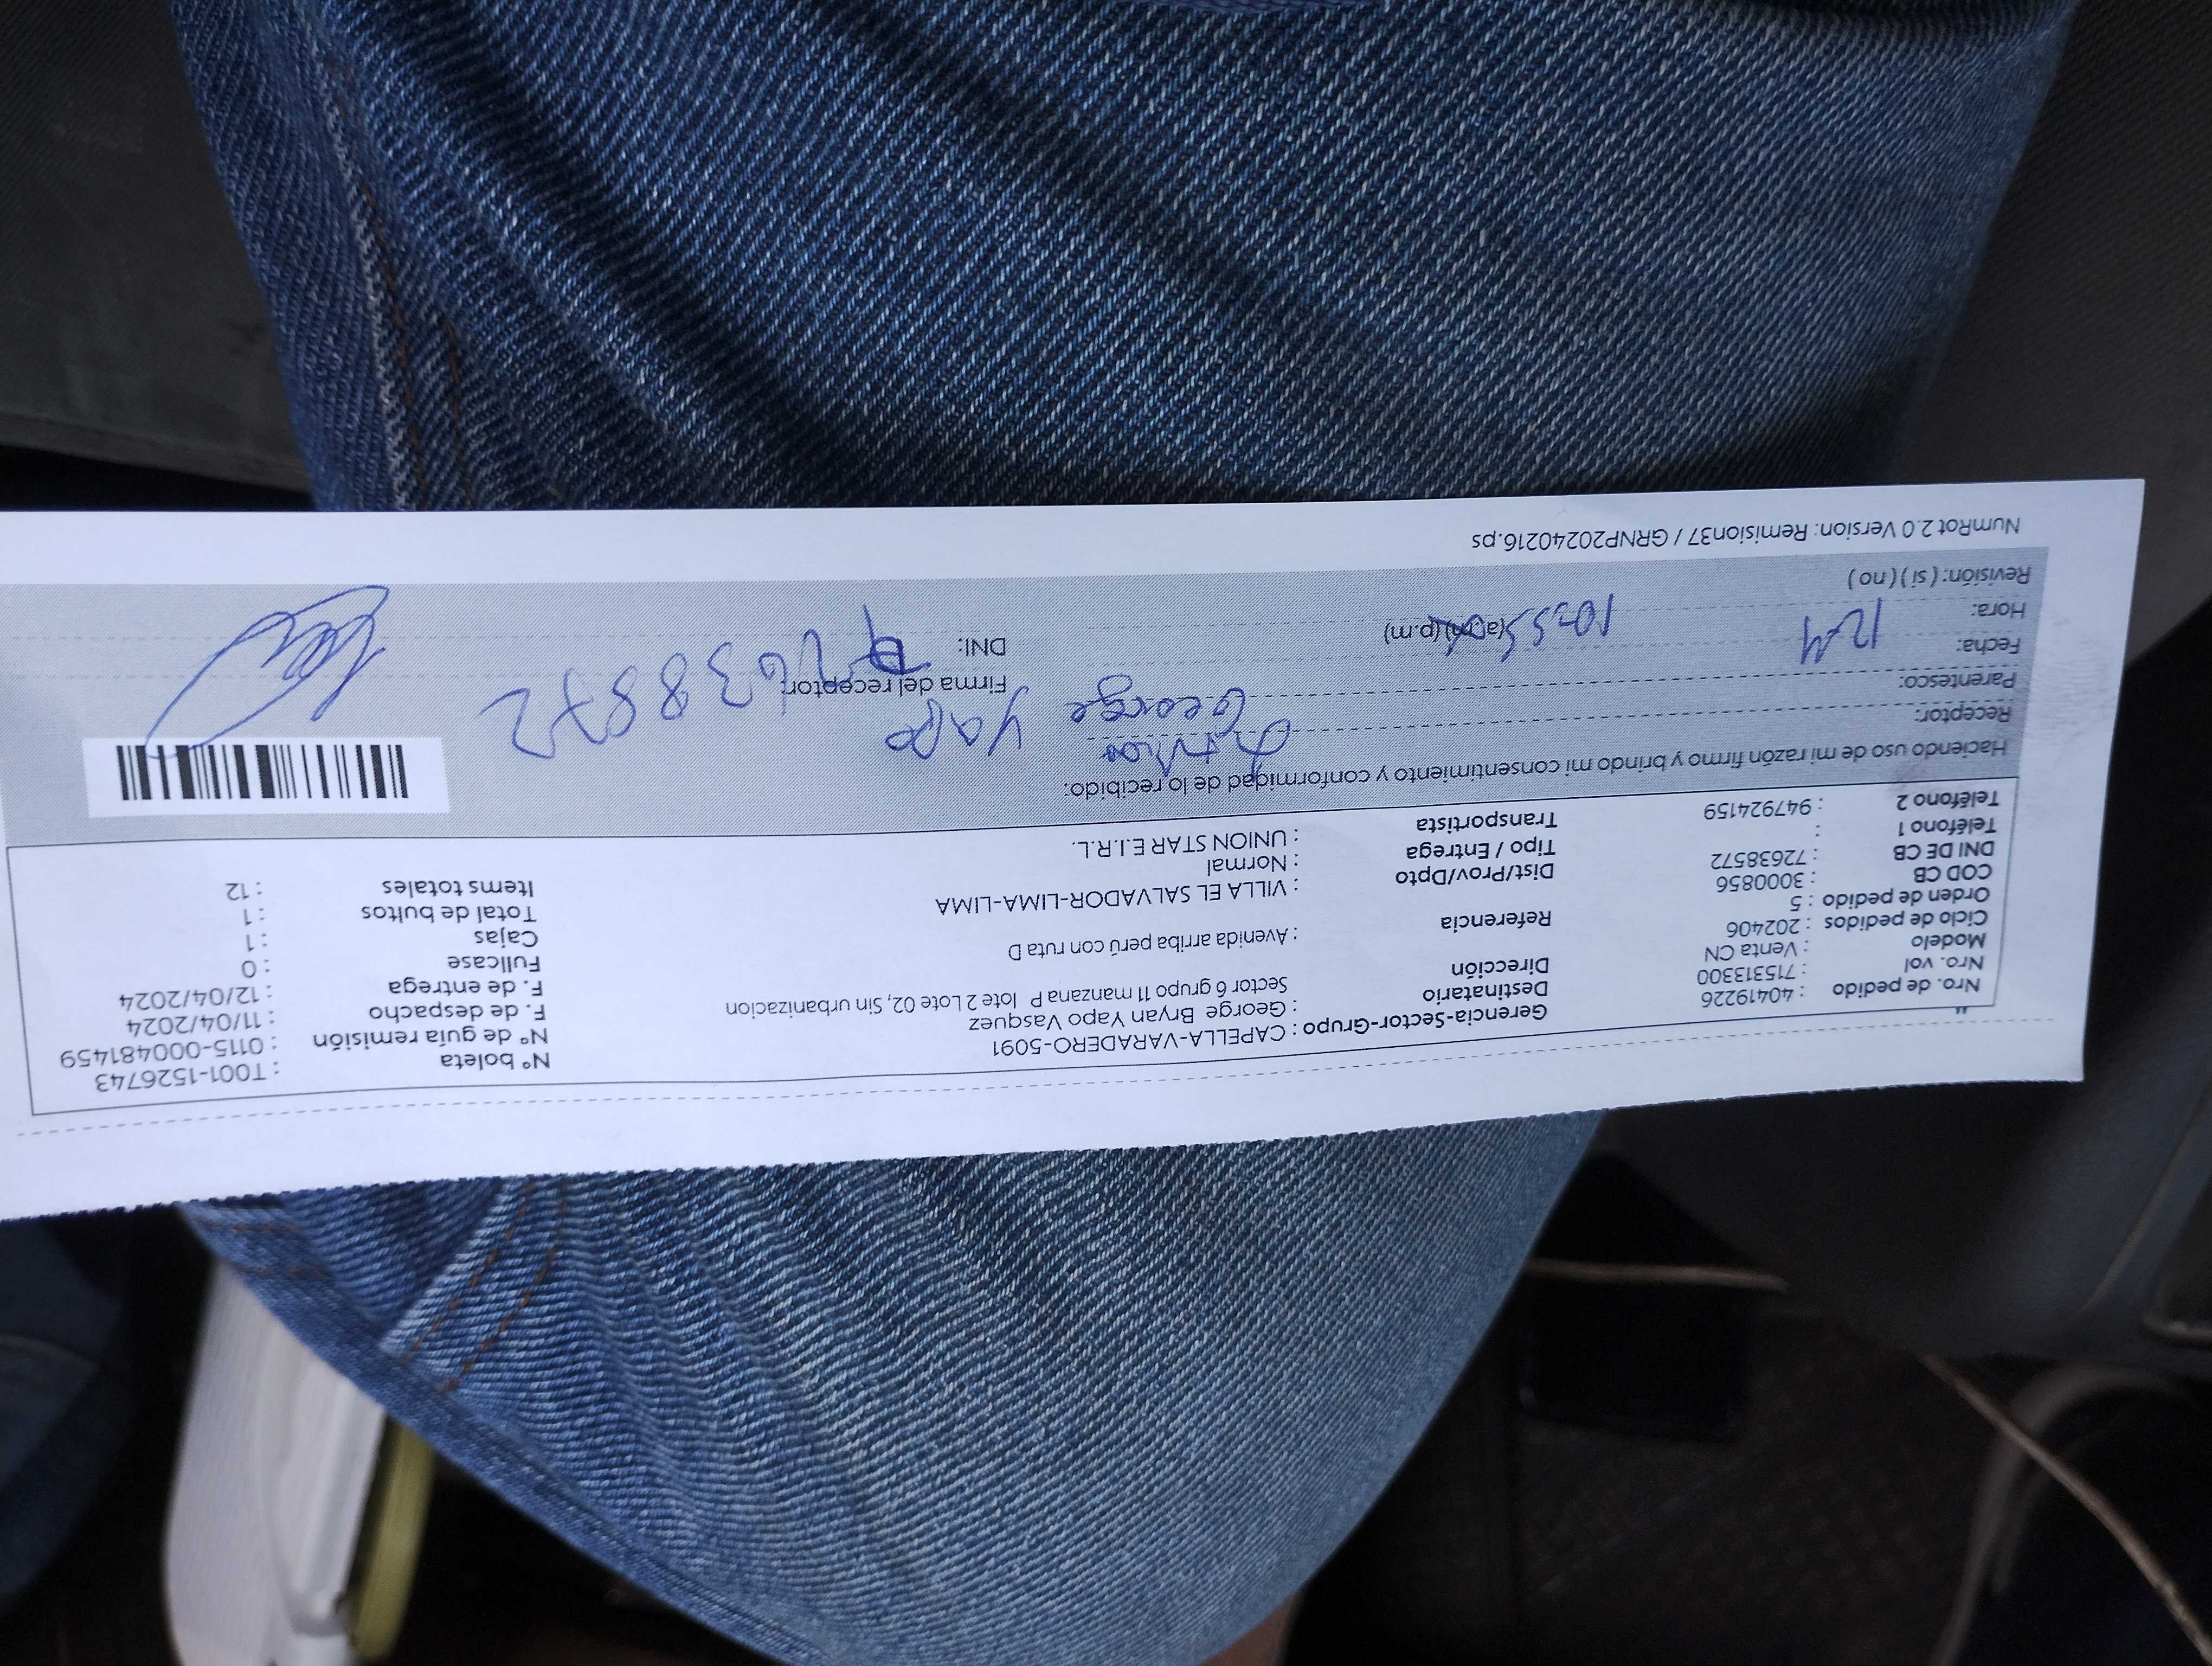 Nro. de pedido : 40419226
Nro. vol : 715313300
Modelo : Venta CN
Ciclo de pedidos : 202406
Orden de pedido : 5
COD CB : 3000856
DNI DE CB : 72638572
Teléfono 1 :
Teléfono 2 : 947924159
Gerencia-Sector-Grupo : CAPELLA-VARADERO-5091
Destinatario : George Bryan Yapo Vasquez
Dirección Sector 6 grupo 11 manzana P lote 2 Lote 02, Sin urbanizacion
Referencia : Avenida arriba perú con ruta D
Dist/Prov/Dpto : VILLA EL SALVADOR-LIMA-LIMA
Tipo / Entrega : Normal
Transportista : UNION STAR E.I.R.L.
N° boleta : T001-1526743
N° de guía remisión : 0115-000481459
F. de despacho : 11/04/2024
F. de entrega : 12/04/2024
Fullcase : 0
Cajas : 1
Total de bultos : 1
Items totales : 12
Haciendo uso de mi razón firmo y brindo mi consentimiento y conformidad de lo recibido:
Receptor:
Parentesco: George Yapo
Fecha: 12-4
Hora: (a.m) (p.m)
Revisión: ( si ) ( no )
Firma del receptor:
DNI: 72638572
NumRot 2.0 Version: Remision37 / GRNP20240216.ps